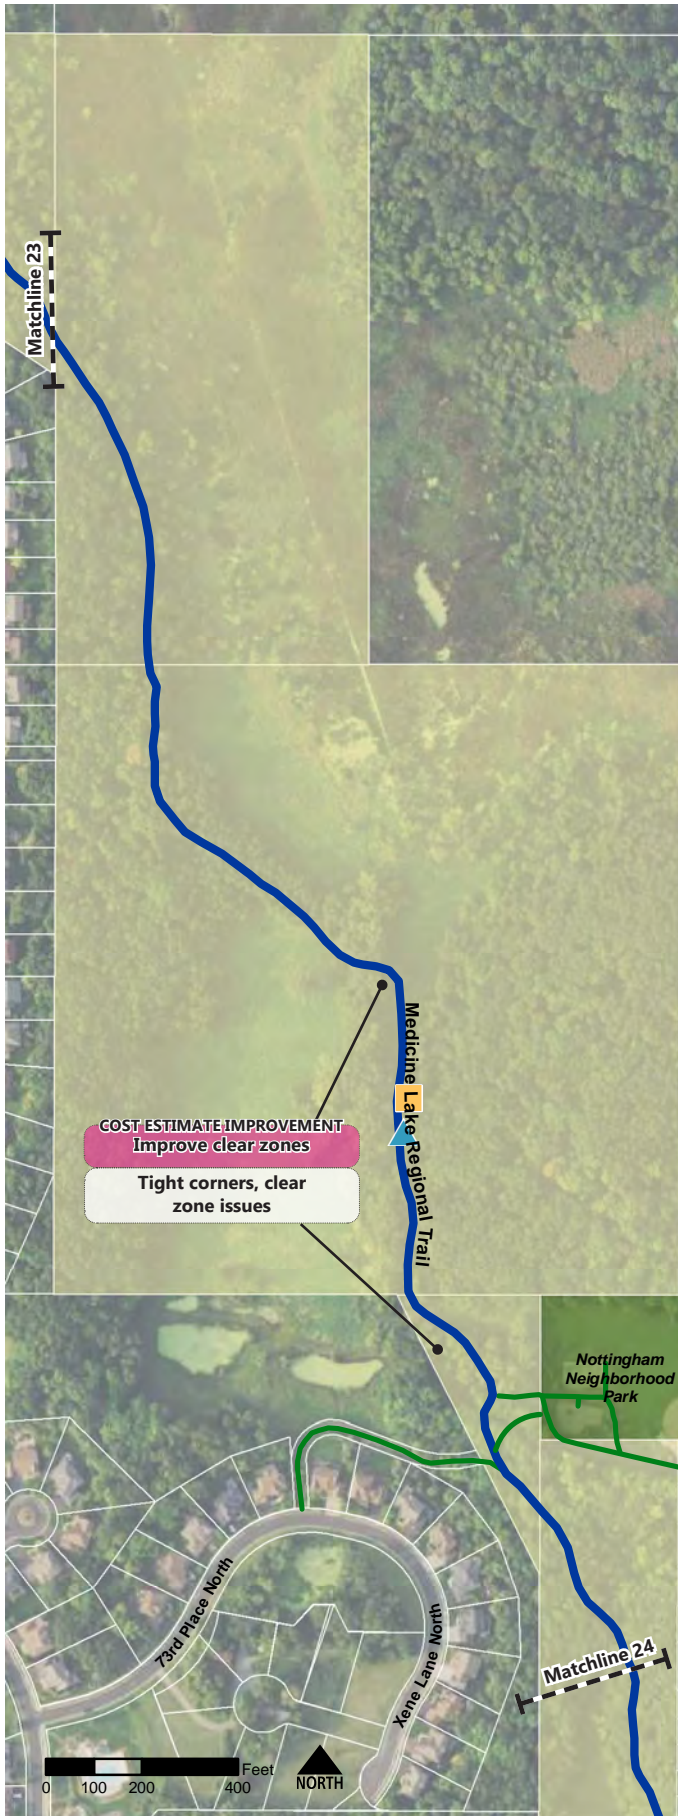 Matchline 23
Medicine Lake Regional Trail
COST ESTIMATE IMPROVEMENT
Improve clear zones
Tight corners, clear
zone issues
Nottingham
Neighborhood
Park
73rd Place North
Xene Lane North
Matchline 24
Feet
0 100 200 400
NORTH